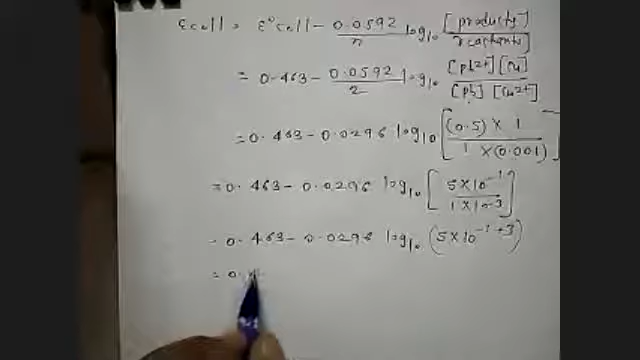 Ecell = E°cell - 0.0592/n log10 [products]/[reactants]
= 0.463 - 0.0592/2 log10 [pb2+][Cu]/[pb][Cu2+]
= 0.463 - 0.0296 log10 [(0.5) × 1 / 1 × (0.001)]
= 0.463 - 0.0296 log10 [5×10^-1 / 1×10^-3]
= 0.463 - 0.0296 log10 (5×10^-1+3)
= 0.